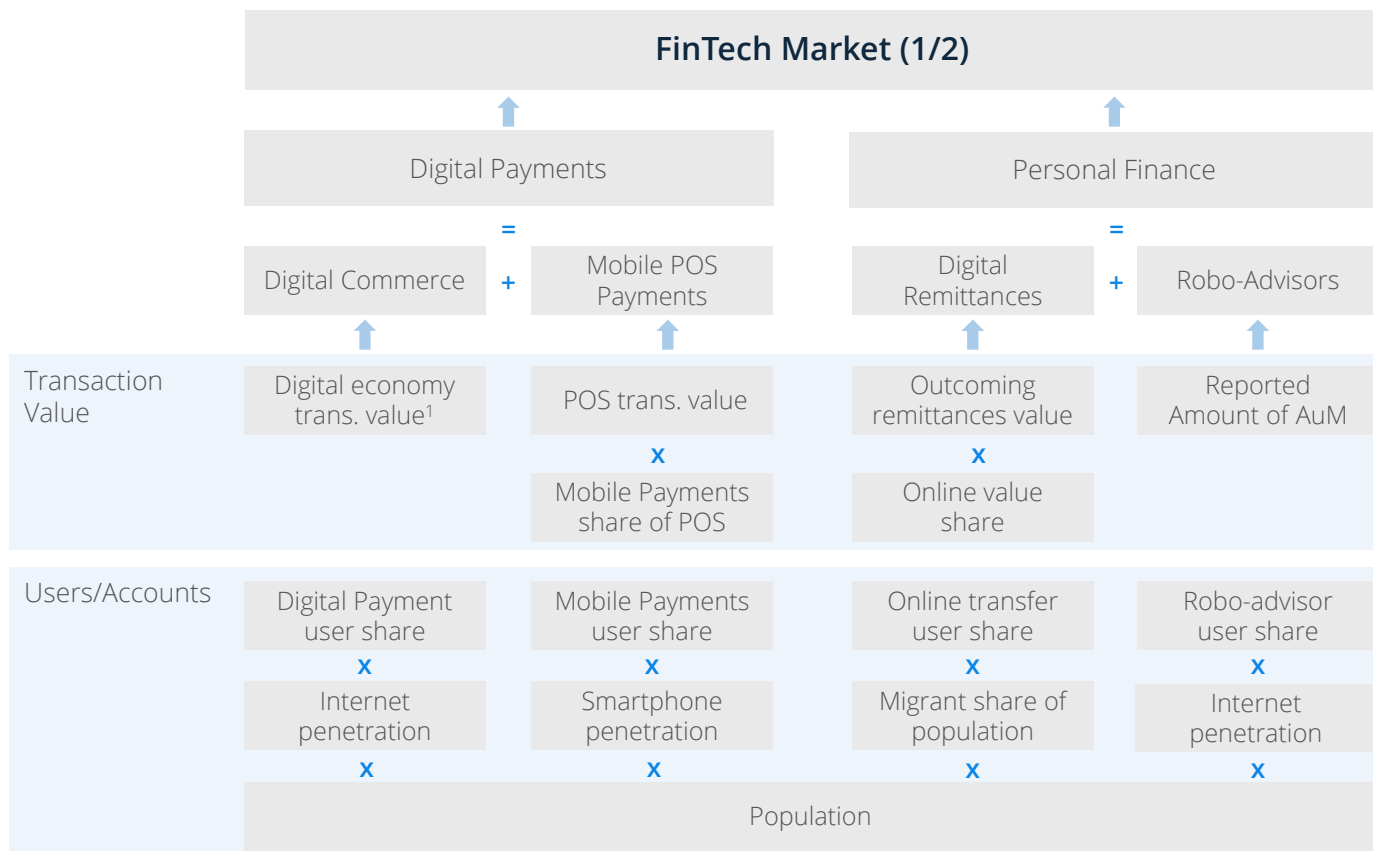 FinTech Market (1/2)
Digital Payments
Personal Finance
=
=
Digital Commerce
+
Mobile POS
Payments
Digital
Remittances
+
Robo-Advisors
Transaction
Value
Digital economy
trans. value¹
POS trans. value
Outcoming
remittances value
Reported
Amount of AuM
x
x
Mobile Payments
share of POS
Online value
share
Users/Accounts
Digital Payment
user share
Mobile Payments
user share
Online transfer
user share
Robo-advisor
user share
x
x
x
x
Internet
penetration
Smartphone
penetration
Migrant share of
population
Internet
penetration
x
x
x
x
Population